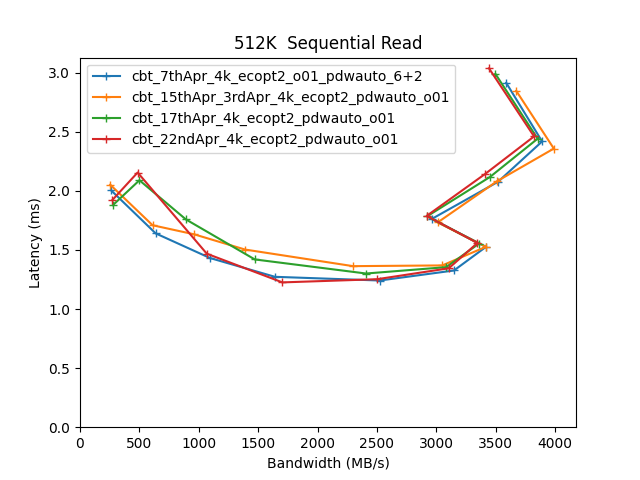 512K  Sequential Read
cbt_7thApr_4k_ecopt2_o01_pdwauto_6+2
cbt_15thApr_3rdApr_4k_ecopt2_pdwauto_o01
cbt_17thApr_4k_ecopt2_pdwauto_o01
cbt_22ndApr_4k_ecopt2_pdwauto_o01
Latency (ms)
3.0
2.5
2.0
1.5
1.0
0.5
0.0
0 500 1000 1500 2000 2500 3000 3500 4000
Bandwidth (MB/s)